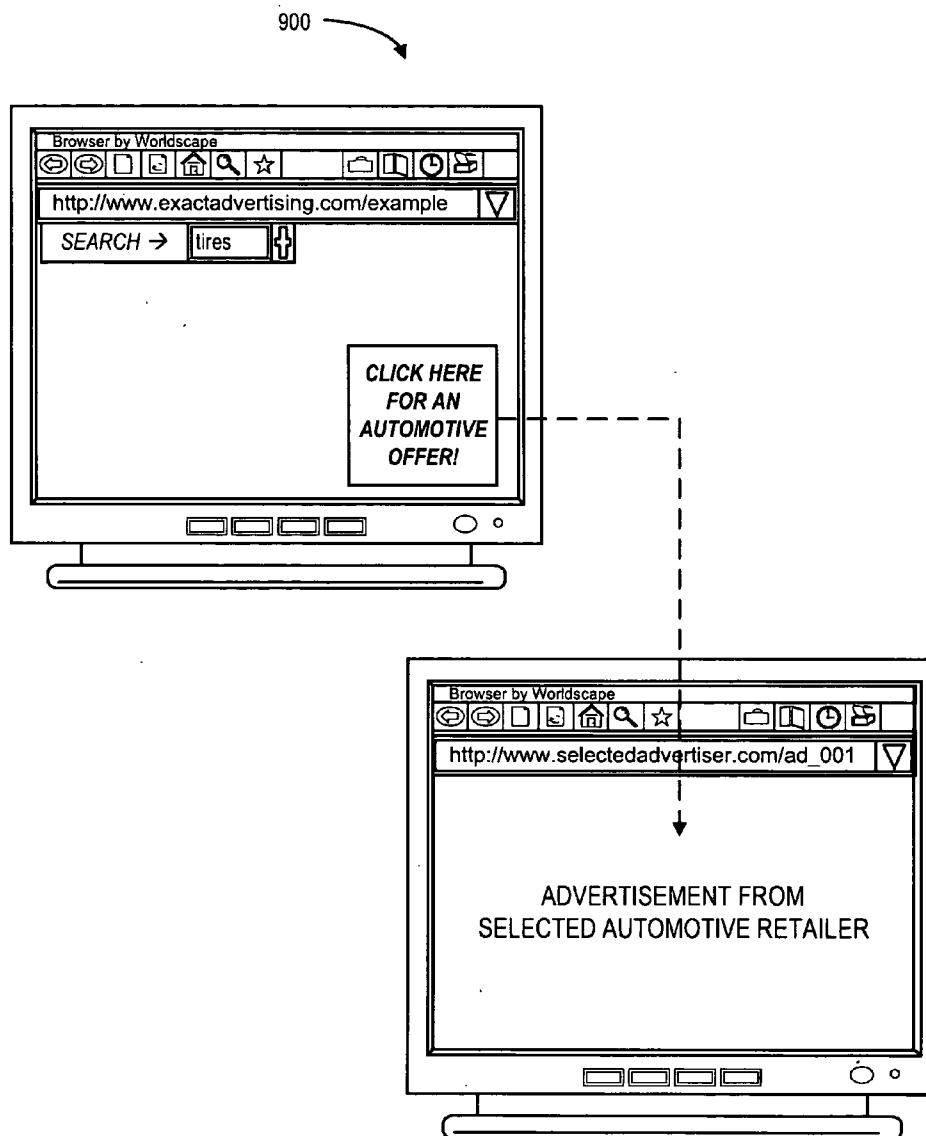 900
Browser by Worldscape
http://www.exactadvertising.com/example
SEARCH → tires
CLICK HERE
FOR AN
AUTOMOTIVE
OFFER!
Browser by Worldscape
http://www.selectedadvertiser.com/ad_001
ADVERTISEMENT FROM
SELECTED AUTOMOTIVE RETAILER